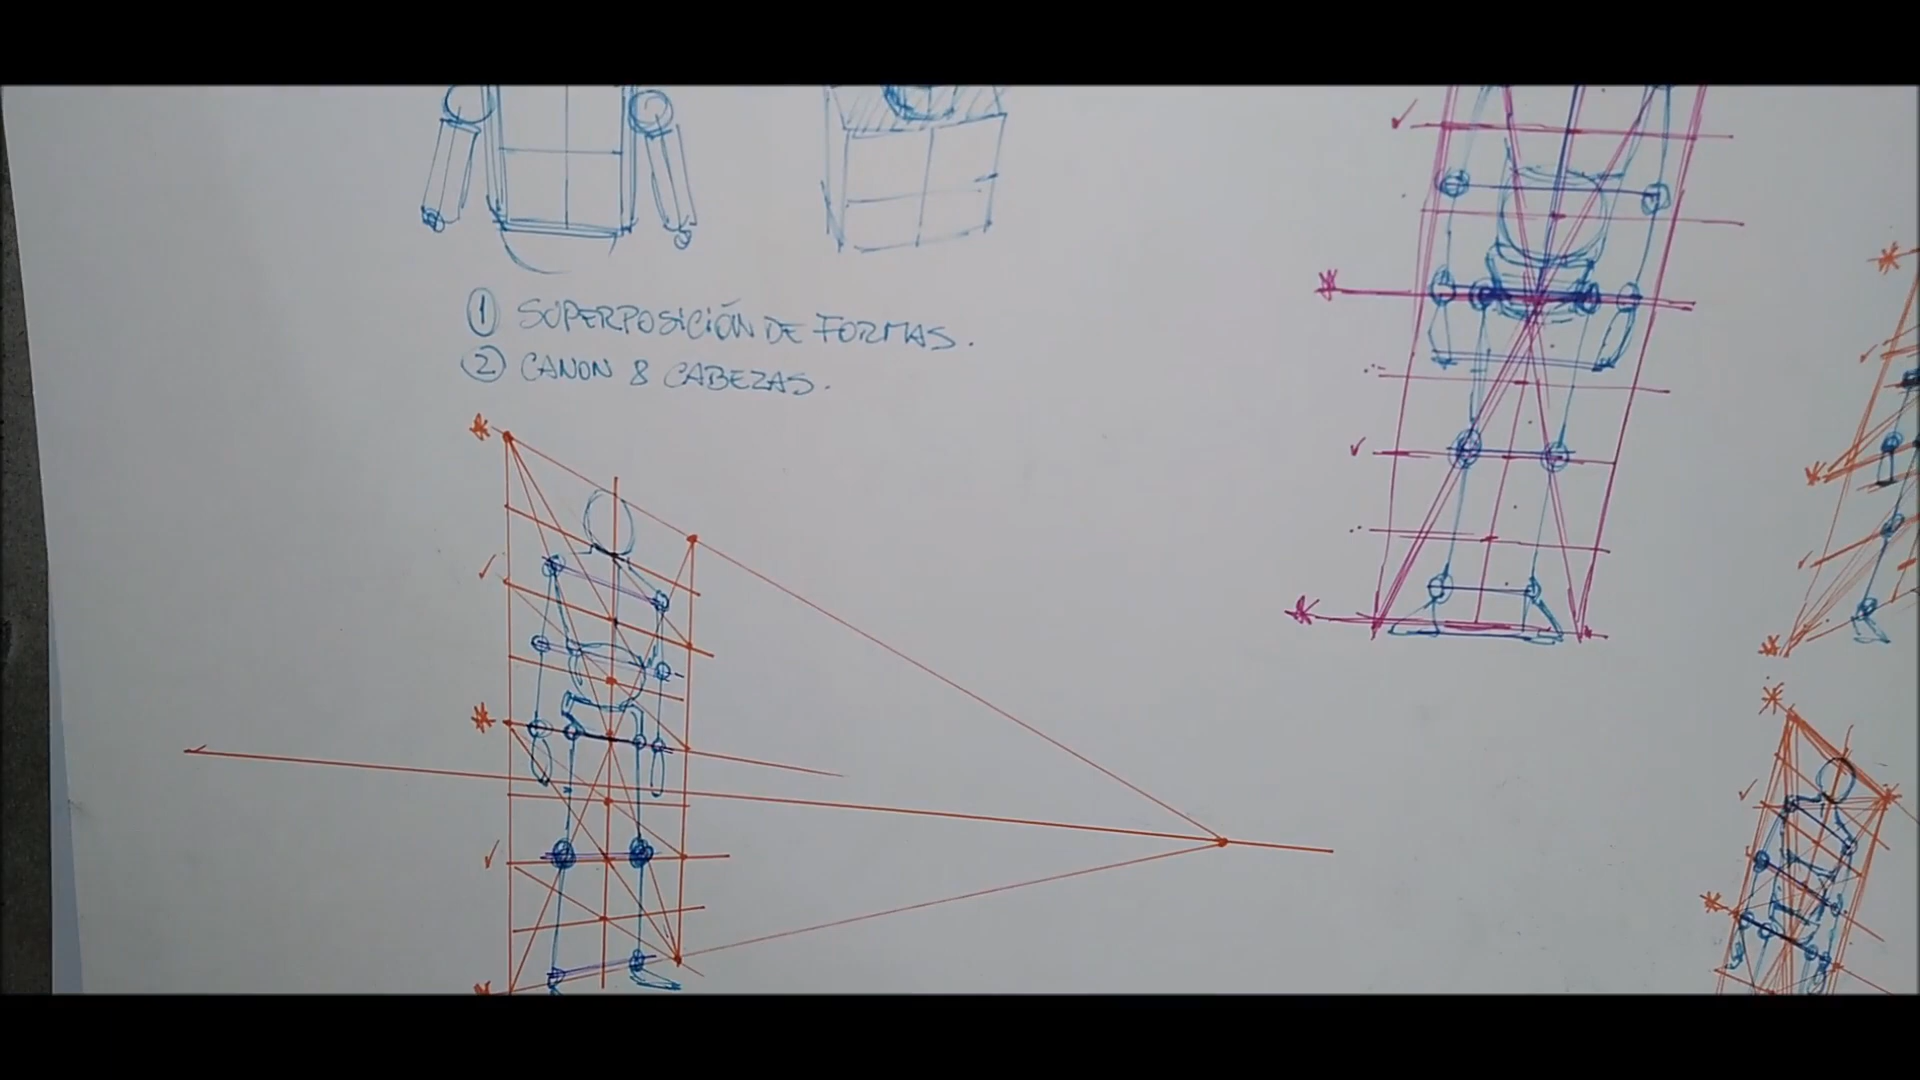 ① SUPERPOSICIÓN DE FORMAS.
② CANON 8 CABEZAS.